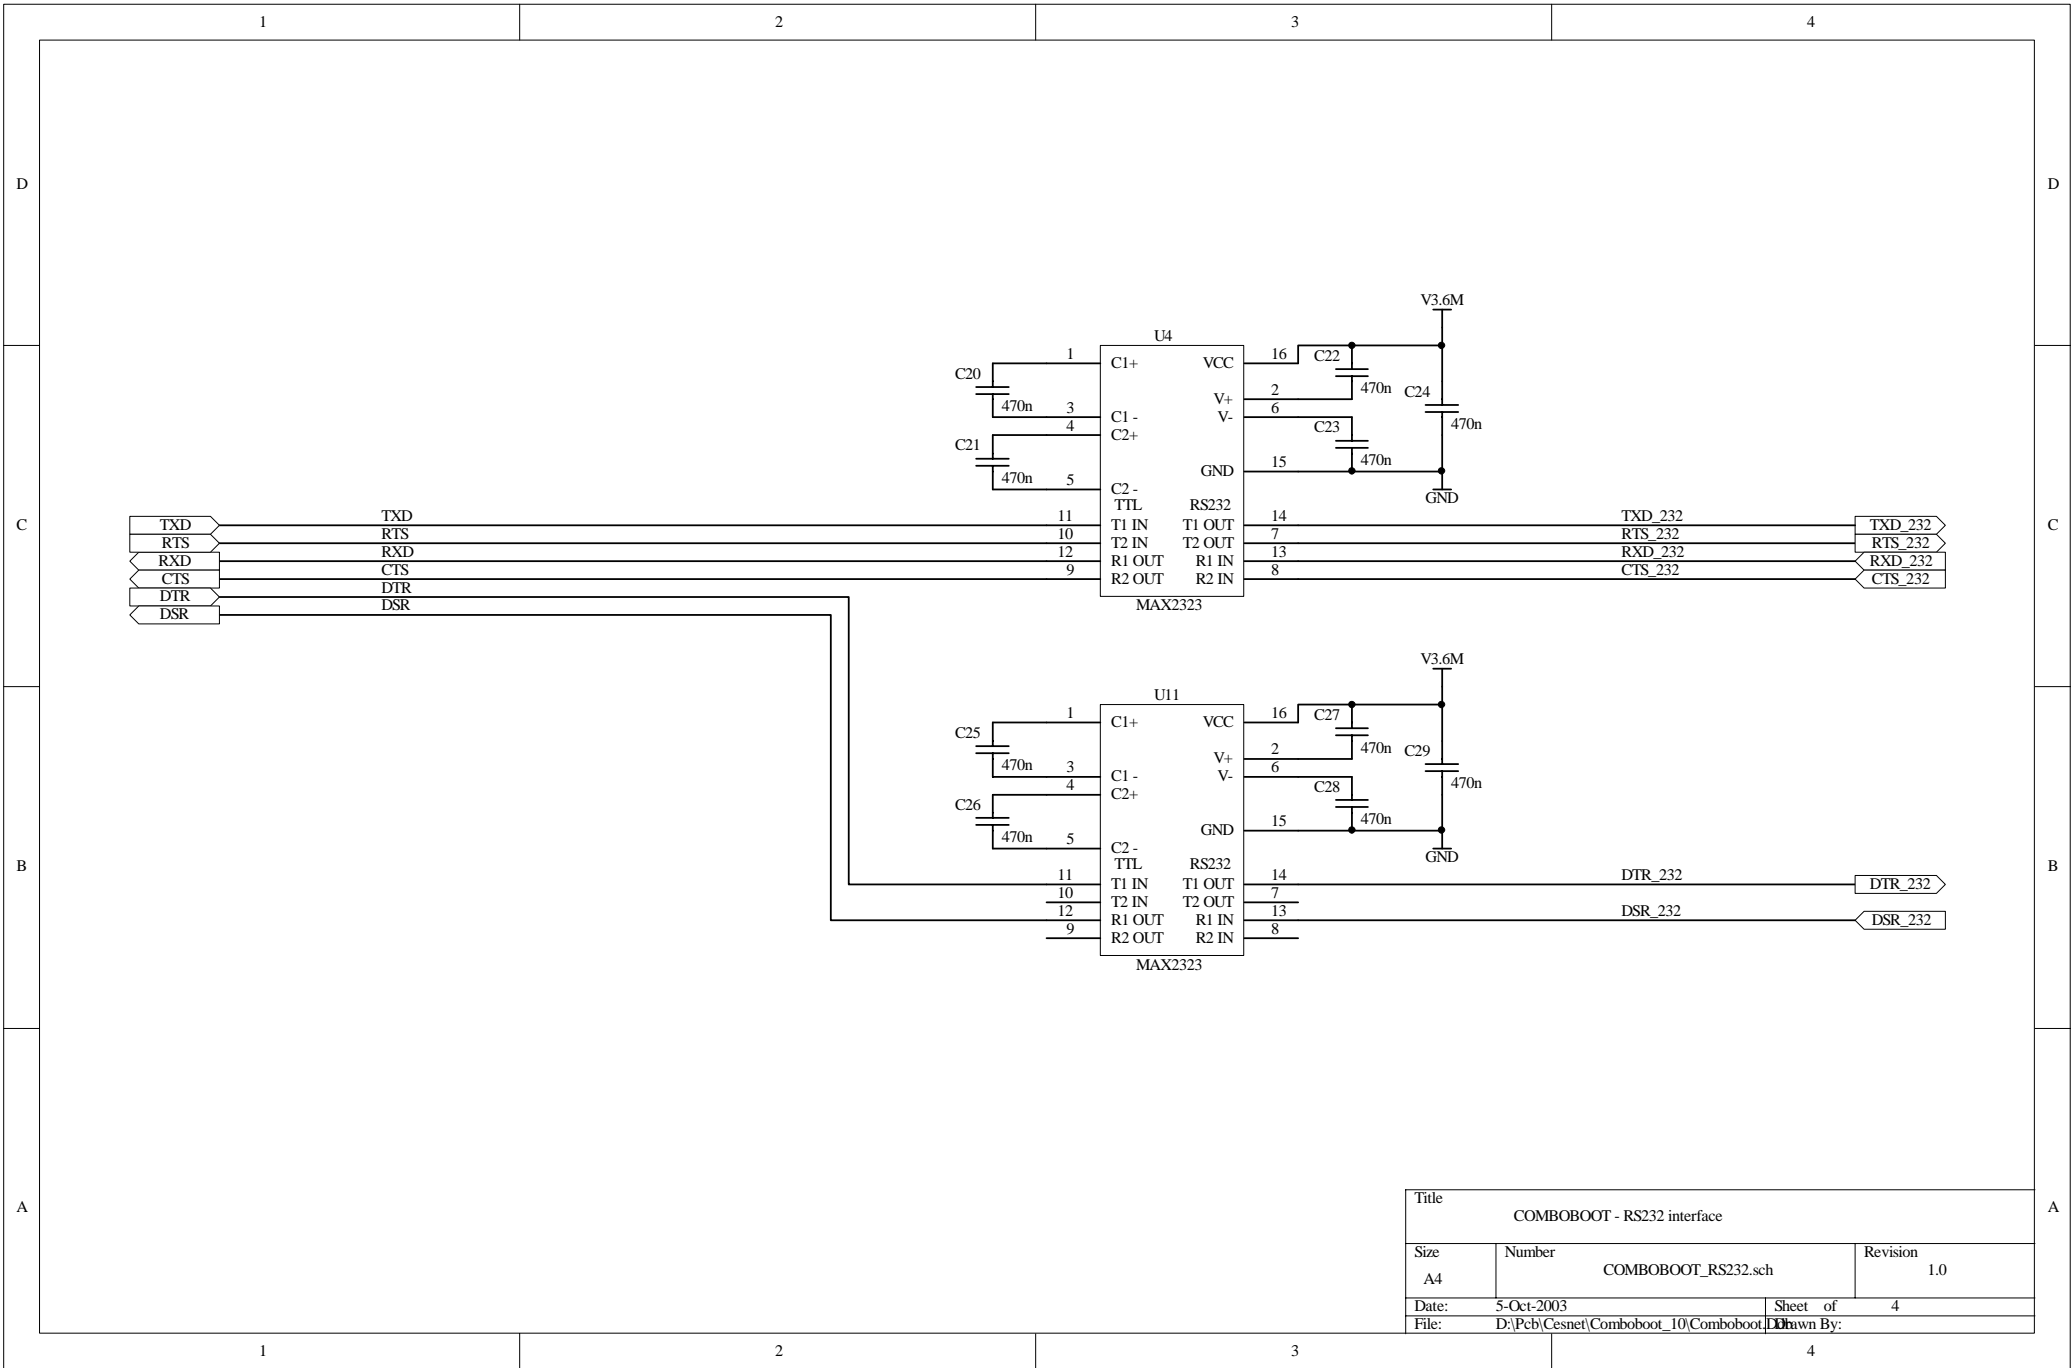 1 2 3 4
D D
V3.6M
U4
1 C1+ VCC 16 C22
C20 470n
470n 2 C24
3 C1 - V+
4 C2+ V- 6
C21 C23 470n
470n 470n
5 C2 - GND 15
GND
TTL RS232
C C
TXD TXD 11 T1 IN T1 OUT 14 TXD_232 TXD_232
RTS RTS 10 T2 IN T2 OUT 7 RTS_232 RTS_232
RXD RXD 12 R1 OUT R1 IN 13 RXD_232 RXD_232
CTS CTS 9 R2 OUT R2 IN 8 CTS_232 CTS_232
DTR DTR
DSR DSR
MAX2323
V3.6M
U11
1 C1+ VCC 16 C27
C25 470n
470n 2 C29
3 C1 - V+
4 C2+ V- 6
C26 C28 470n
470n 470n
5 C2 - GND 15
GND
TTL RS232
B B
11 T1 IN T1 OUT 14 DTR_232 DTR_232
10 T2 IN T2 OUT 7
12 R1 OUT R1 IN 13 DSR_232 DSR_232
9 R2 OUT R2 IN 8
MAX2323
A A
Title
COMBOBOOT - RS232 interface
Size Number Revision
A4 COMBOBOOT_RS232.sch 1.0
Date: 5-Oct-2003 Sheet of 4
File: D:\Pcb\Cesnet\Comboboot_10\Comboboot.Ddb Drawn By:
1 2 3 4